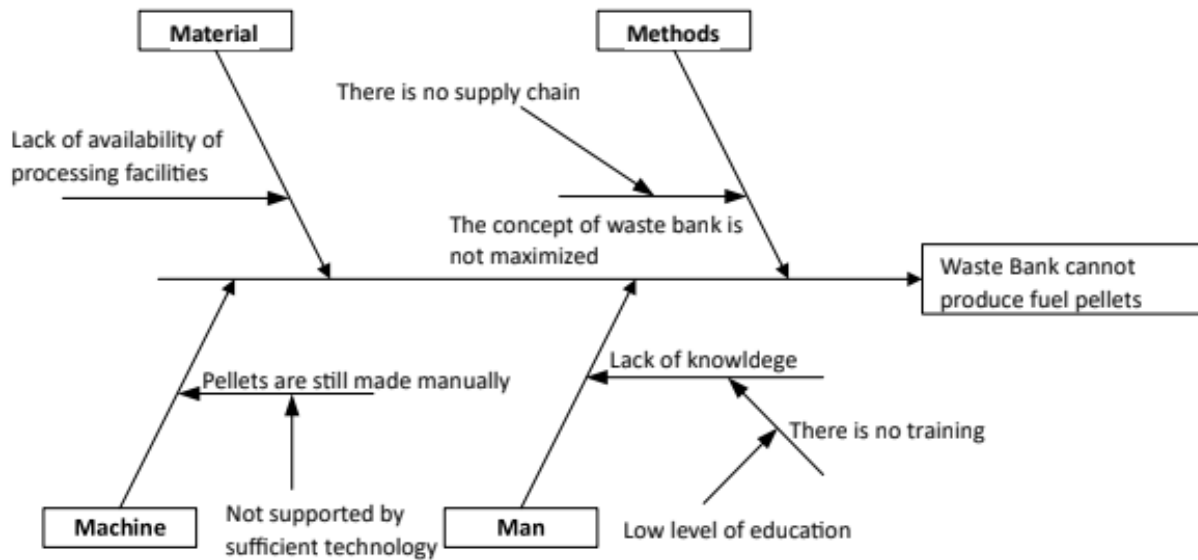 Material
Methods
There is no supply chain
Lack of availability of
processing facilities
The concept of waste bank is
not maximized
Waste Bank cannot
produce fuel pellets
Pellets are still made manually
Lack of knowldege
There is no training
Machine
Not supported by
sufficient technology
Man
Low level of education